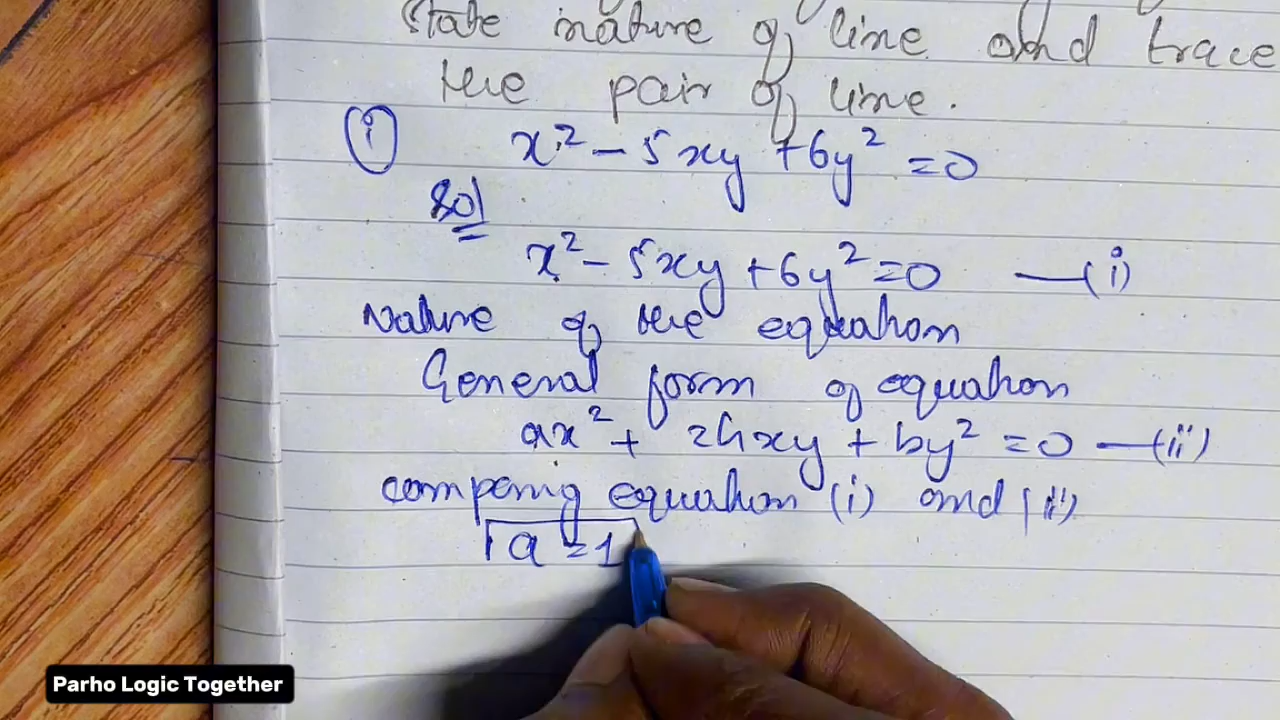 State nature of line and trace
the pair of line.
(i) x² - 5xy + 6y² = 0
Sol
x² - 5xy + 6y² = 0 —(i)
Nature of the equation
General form of equation
ax² + 2hxy + by² = 0 —(ii)
comparing equation (i) and (ii)
a = 1
Parho Logic Together